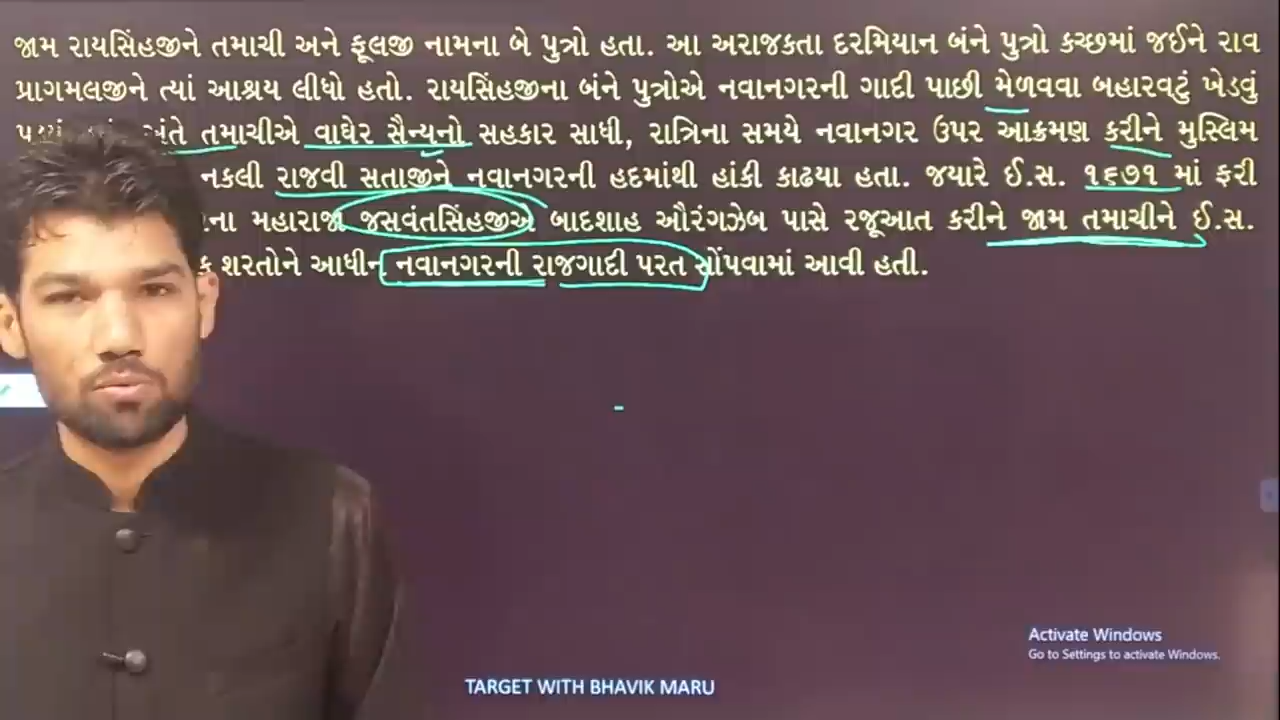 જામ રાયસિંહજીને તમાચી અને ફૂલજી નામના બે પુત્રો હતા. આ અરાજકતા દરમિયાન બંને પુત્રો કચ્છમાં જઈને રાવ
પ્રાગમલજીને ત્યાં આશ્રય લીધો હતો. રાયસિંહજીના બંને પુત્રોએ નવાનગરની ગાદી પાછી મેળવવા બહારવટું ખેડવું
તમાચીએ વાઘેર સૈન્યનો સહકાર સાધી, રાત્રિના સમયે નવાનગર ઉપર આક્રમણ કરીને મુસ્લિમ
નકલી રાજવી સતાજીને નવાનગરની હદમાંથી હાંકી કાઢયા હતા. જયારે ઈ.સ. ૧૬૭૧ માં ફરી
મહારાજા જસવંતસિંહજીએ બાદશાહ ઔરંગઝેબ પાસે રજૂઆત કરીને જામ તમાચીને ઈ.સ.
શરતોને આધીન નવાનગરની રાજગાદી પરત સોંપવામાં આવી હતી.
Activate Windows
Go to Settings to activate Windows.
TARGET WITH BHAVIK MARU